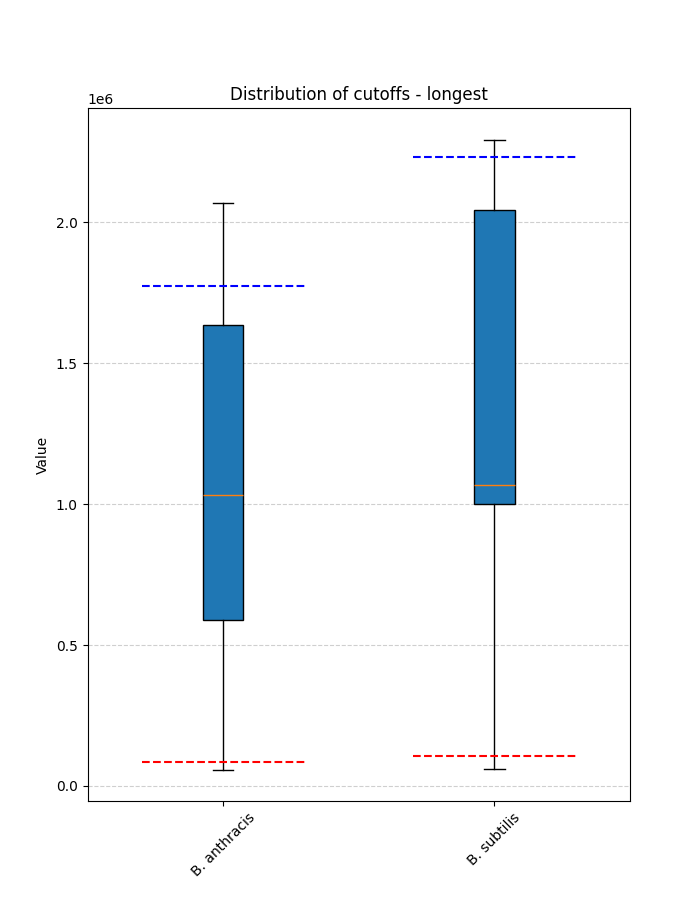 Distribution of cutoffs - longest
1e6
2.0
1.5
1.0
0.5
0.0
Value
B. anthracis
B. subtilis